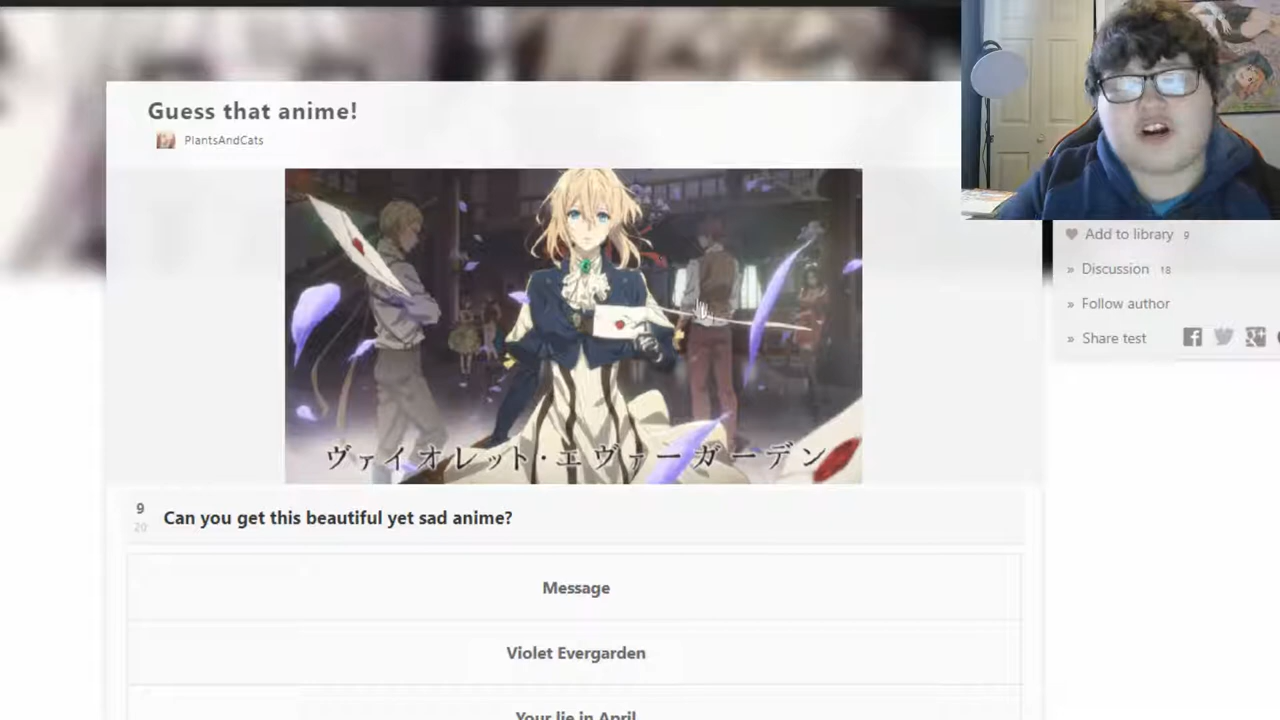 Guess that anime!
PlantsAndCats
ヴァイオレット・エヴァーガーデン
Add to library 9
» Discussion 18
» Follow author
» Share test
9
20
Can you get this beautiful yet sad anime?
Message
Violet Evergarden
Your lie in April